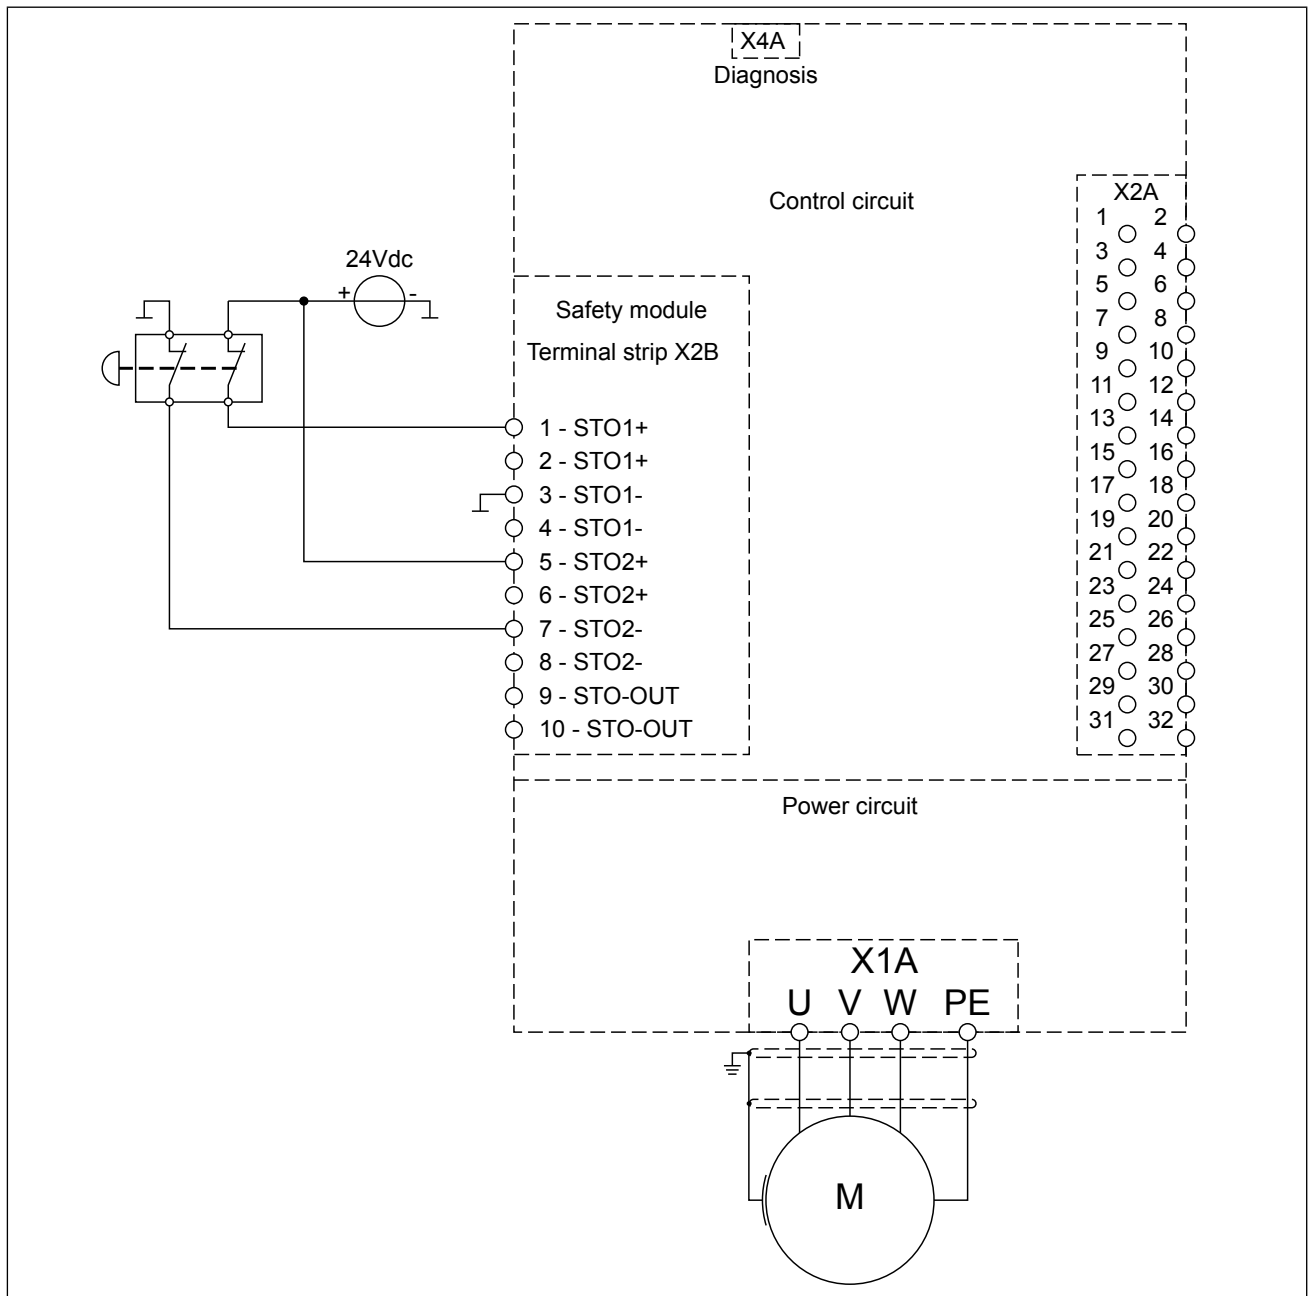 X4A
Diagnosis
Control circuit
X2A
1 2
3 4
5 6
7 8
9 10
11 12
13 14
15 16
17 18
19 20
21 22
23 24
25 26
27 28
29 30
31 32
24Vdc
+ -
Safety module
Terminal strip X2B
1 - STO1+
2 - STO1+
3 - STO1-
4 - STO1-
5 - STO2+
6 - STO2+
7 - STO2-
8 - STO2-
9 - STO-OUT
10 - STO-OUT
Power circuit
X1A
U V W PE
M